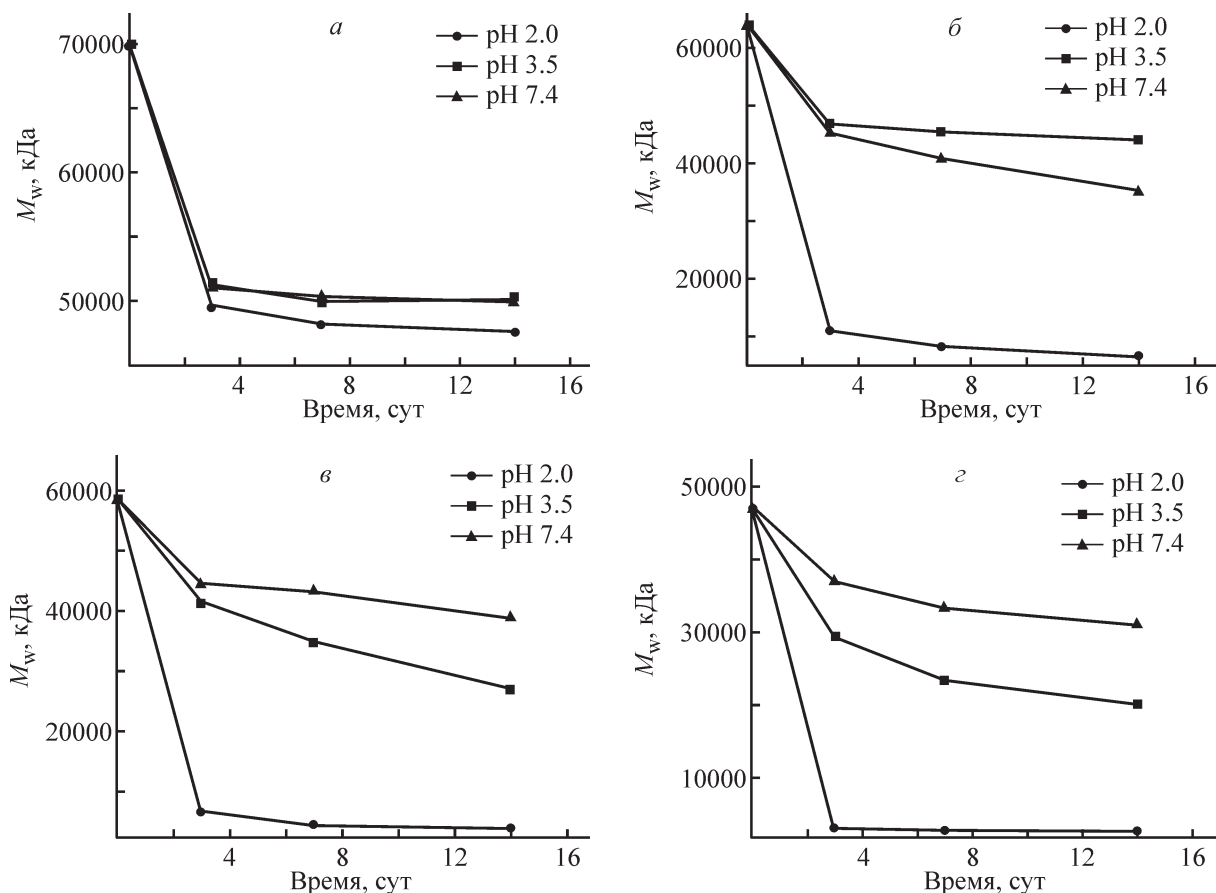 а
pH 2.0
pH 3.5
pH 7.4
70000
60000
50000
Mw, кДа
4 8 12 16
Время, сут
б
pH 2.0
pH 3.5
pH 7.4
60000
40000
20000
Mw, кДа
4 8 12 16
Время, сут
в
pH 2.0
pH 3.5
pH 7.4
60000
40000
20000
Mw, кДа
4 8 12 16
Время, сут
г
pH 2.0
pH 3.5
pH 7.4
50000
30000
10000
Mw, кДа
4 8 12 16
Время, сут